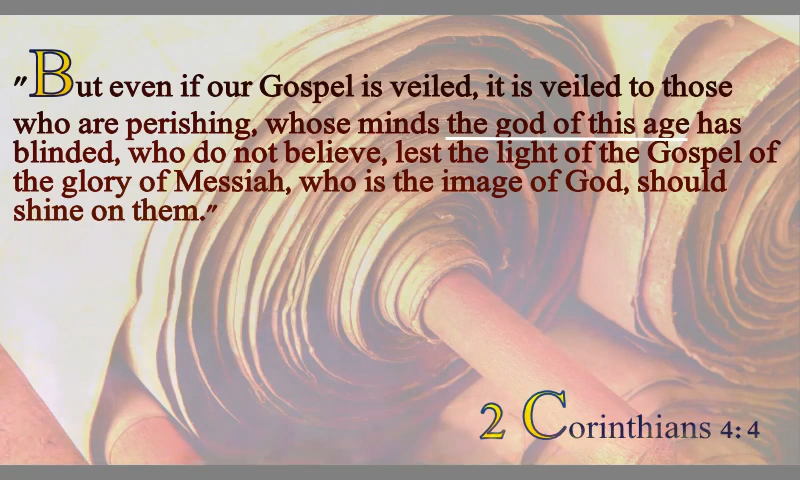 "But even if our Gospel is veiled, it is veiled to those
who are perishing, whose minds the god of this age has
blinded, who do not believe, lest the light of the Gospel of
the glory of Messiah, who is the image of God, should
shine on them."
2 Corinthians 4:4